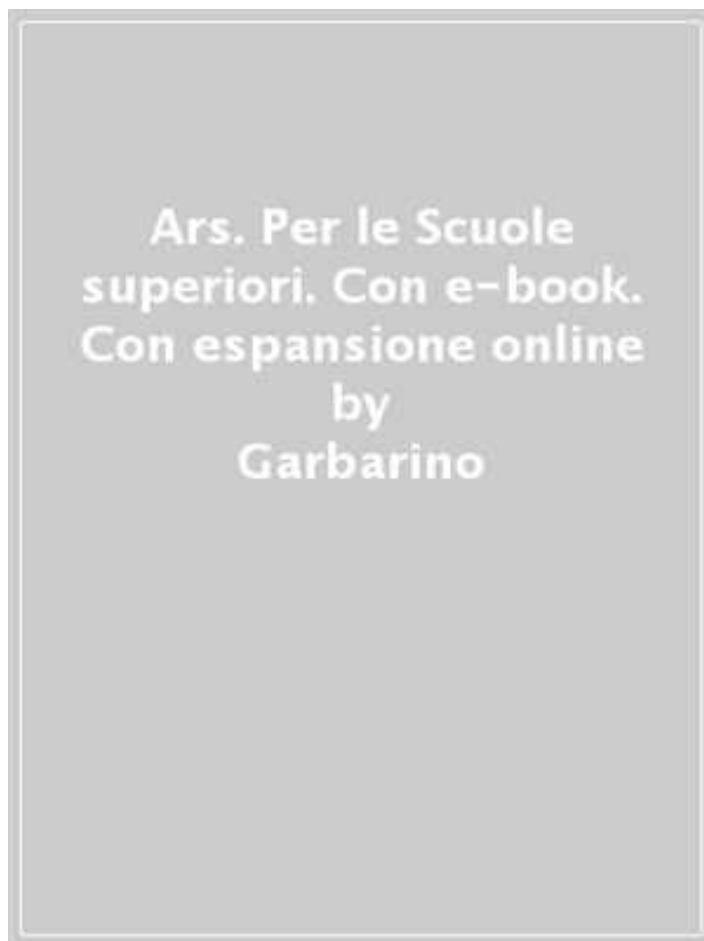 Ars. Per le Scuole
superiori. Con e-book.
Con espansione online
by
Garbarino